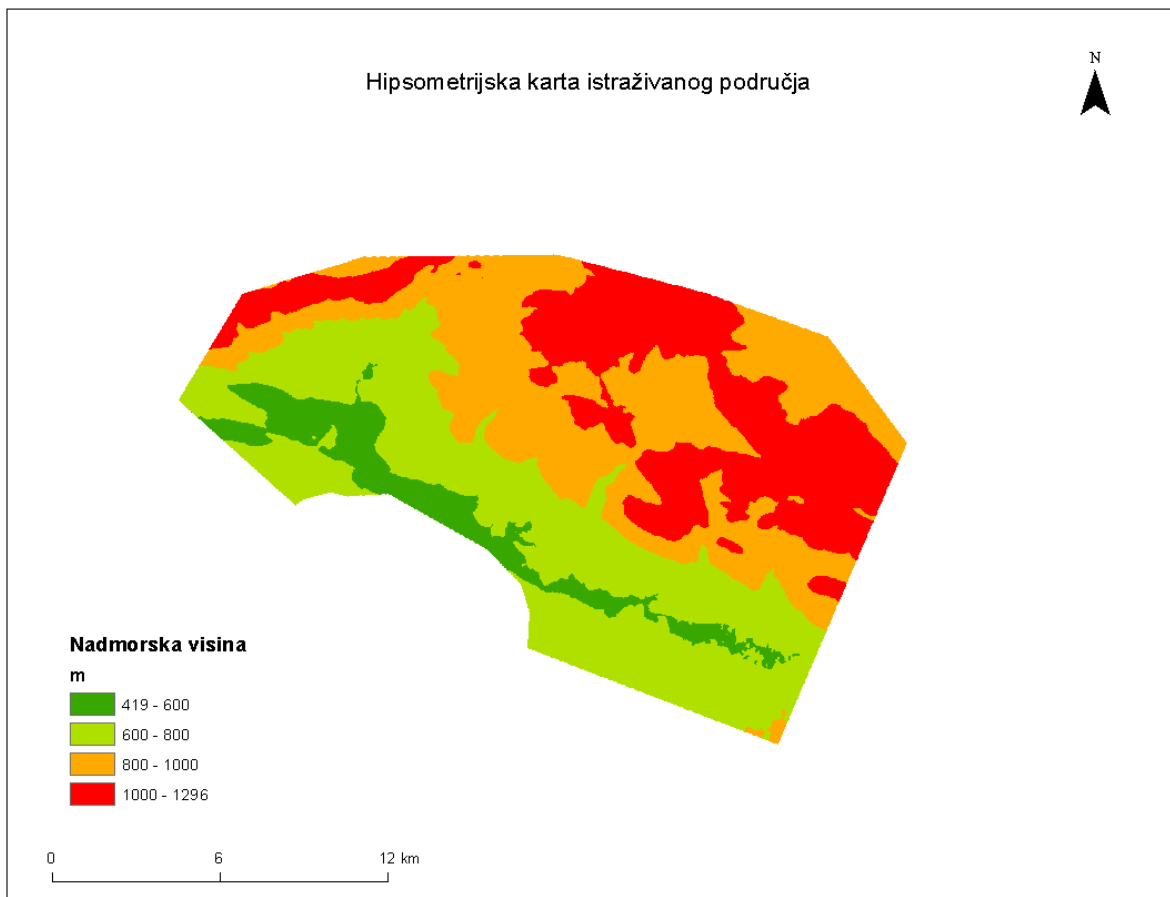 Hipsometrijska karta istraživanog područja
N
Nadmorska visina
m
419 - 600
600 - 800
800 - 1000
1000 - 1296
0 6 12 km